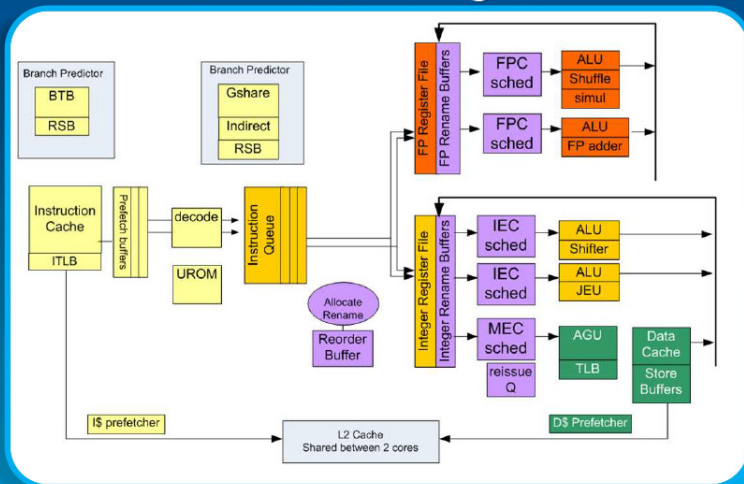 Branch Predictor
BTB
RSB
Branch Predictor
Gshare
Indirect
RSB
Instruction
Cache
ITLB
Prefetch buffers
decode
UROM
Instruction
Queue
Allocate
Rename
Reorder
Buffer
FP Register File
FP Rename Buffers
FPC
sched
ALU
Shuffle
simul
FPC
sched
ALU
FP adder
Integer Register File
Integer Rename Buffers
IEC
sched
ALU
Shifter
IEC
sched
ALU
JEU
MEC
sched
reissue
Q
AGU
TLB
Data
Cache
Store
Buffers
I$ prefetcher
L2 Cache
Shared between 2 cores
D$ Prefetcher